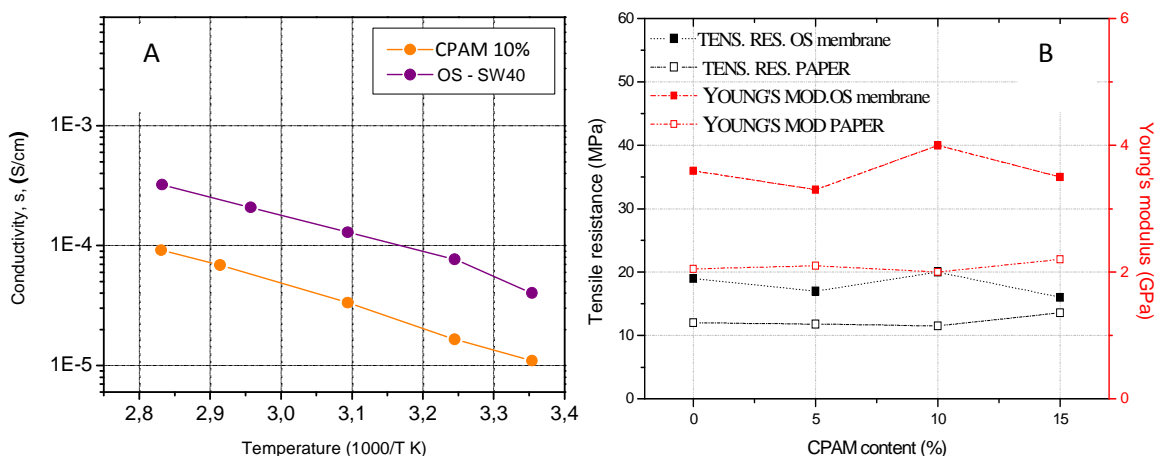 A
CPAM 10%
OS - SW40
Conductivity, s, (S/cm)
1E-3
1E-4
1E-5
2,8 2,9 3,0 3,1 3,2 3,3 3,4
Temperature (1000/T K)
B
TENS. RES. OS membrane
TENS. RES. PAPER
YOUNG'S MOD.OS membrane
YOUNG'S MOD PAPER
Tensile resistance (MPa)
60
50
40
30
20
10
0
0 5 10 15
CPAM content (%)
6
4
2
0
Young's modulus (GPa)